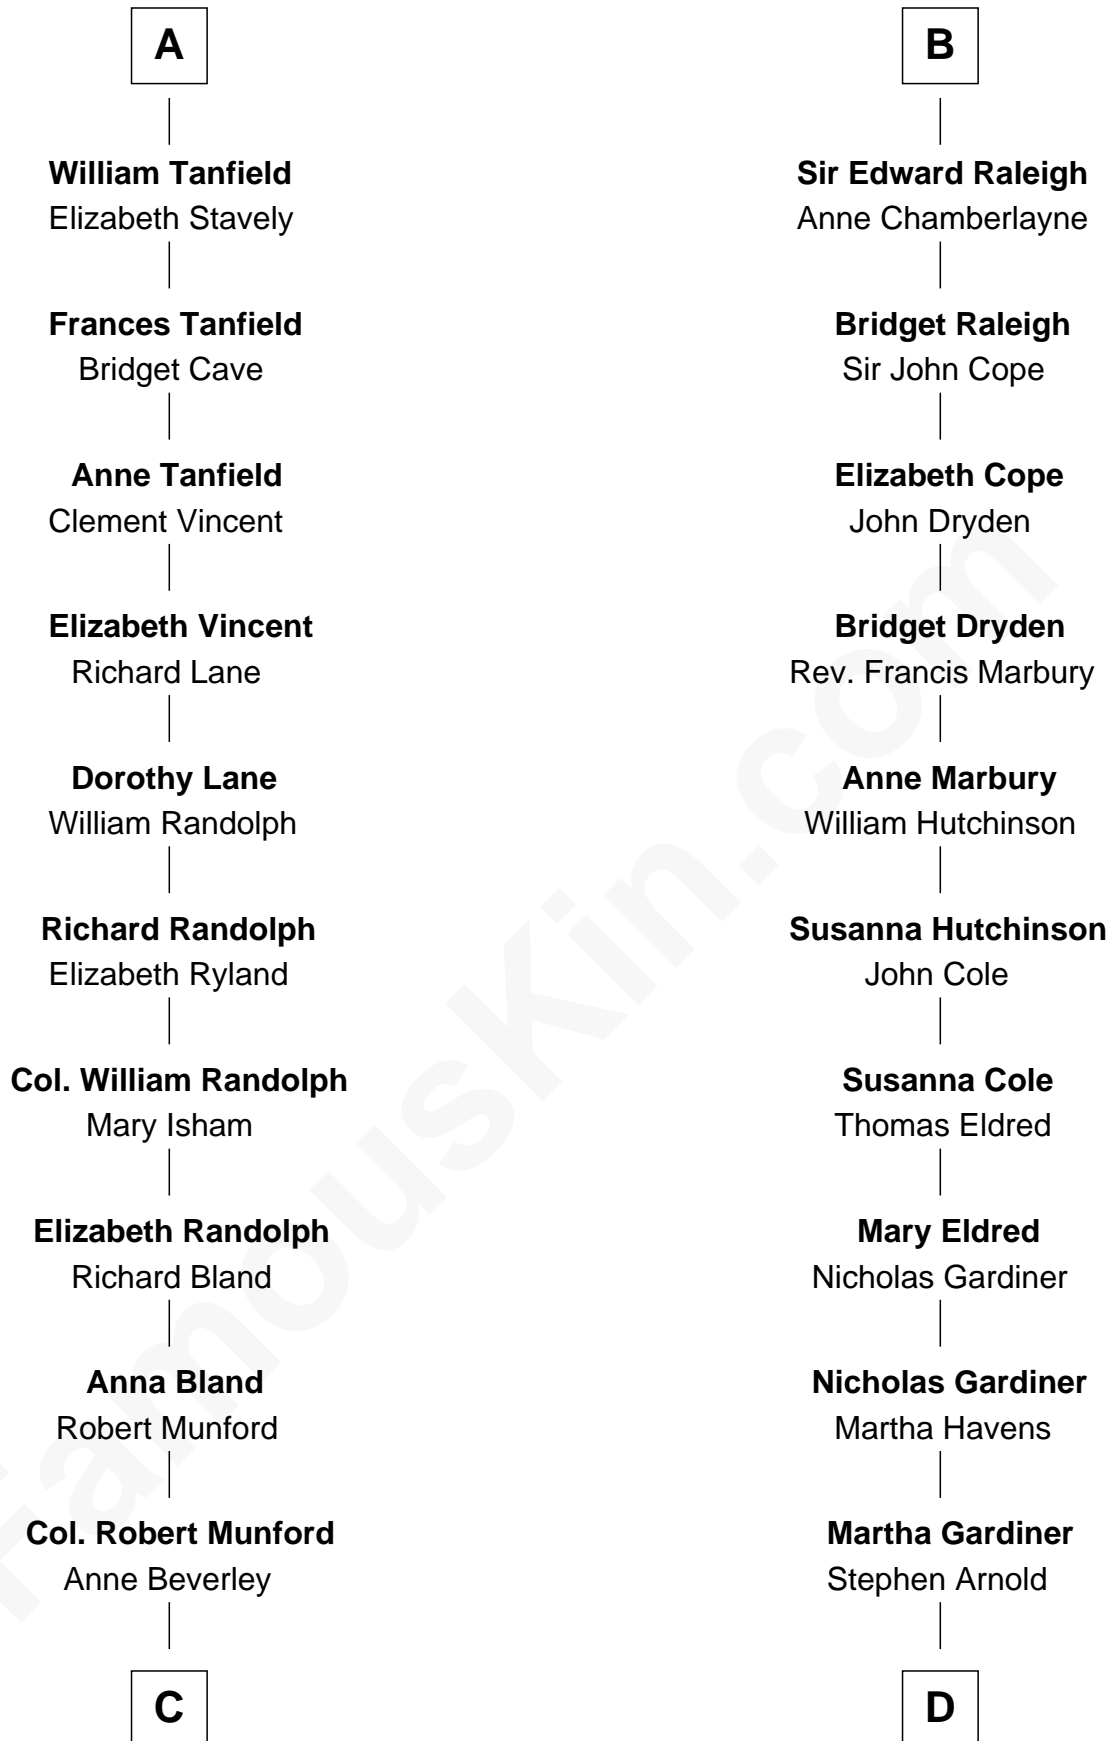 A
William Tanfield
Elizabeth Stavely
Frances Tanfield
Bridget Cave
Anne Tanfield
Clement Vincent
Elizabeth Vincent
Richard Lane
Dorothy Lane
William Randolph
Richard Randolph
Elizabeth Ryland
Col. William Randolph
Mary Isham
Elizabeth Randolph
Richard Bland
Anna Bland
Robert Munford
Col. Robert Munford
Anne Beverley
C
B
Sir Edward Raleigh
Anne Chamberlayne
Bridget Raleigh
Sir John Cope
Elizabeth Cope
John Dryden
Bridget Dryden
Rev. Francis Marbury
Anne Marbury
William Hutchinson
Susanna Hutchinson
John Cole
Susanna Cole
Thomas Eldred
Mary Eldred
Nicholas Gardiner
Nicholas Gardiner
Martha Havens
Martha Gardiner
Stephen Arnold
D
FamousKin.com